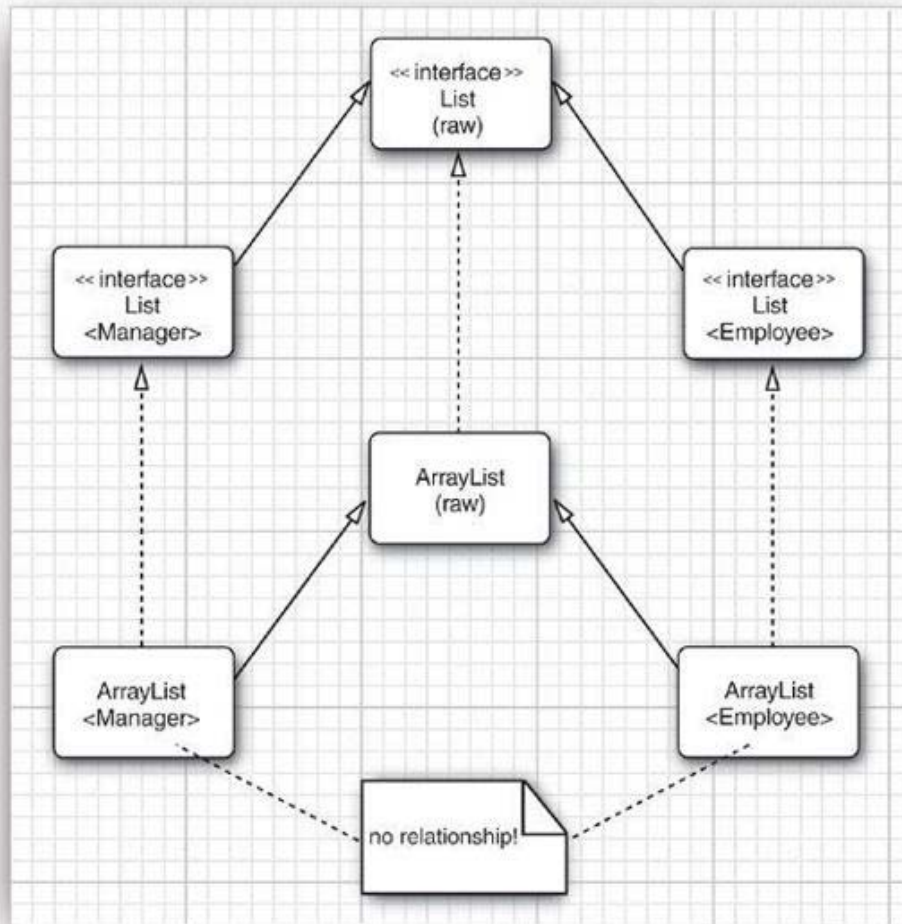 << interface >>
List
(raw)
<< interface >>
List
<Manager>
<< interface >>
List
<Employee>
ArrayList
(raw)
ArrayList
<Manager>
ArrayList
<Employee>
no relationship!